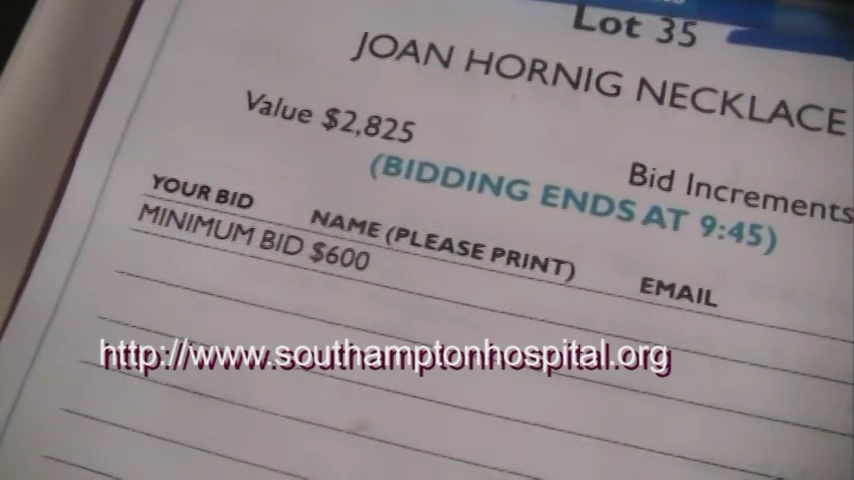 Lot 35
JOAN HORNIG NECKLACE
Value $2,825
Bid Increments
(BIDDING ENDS AT 9:45)
YOUR BID NAME (PLEASE PRINT) EMAIL
MINIMUM BID $600
http://www.southamptonhospital.org